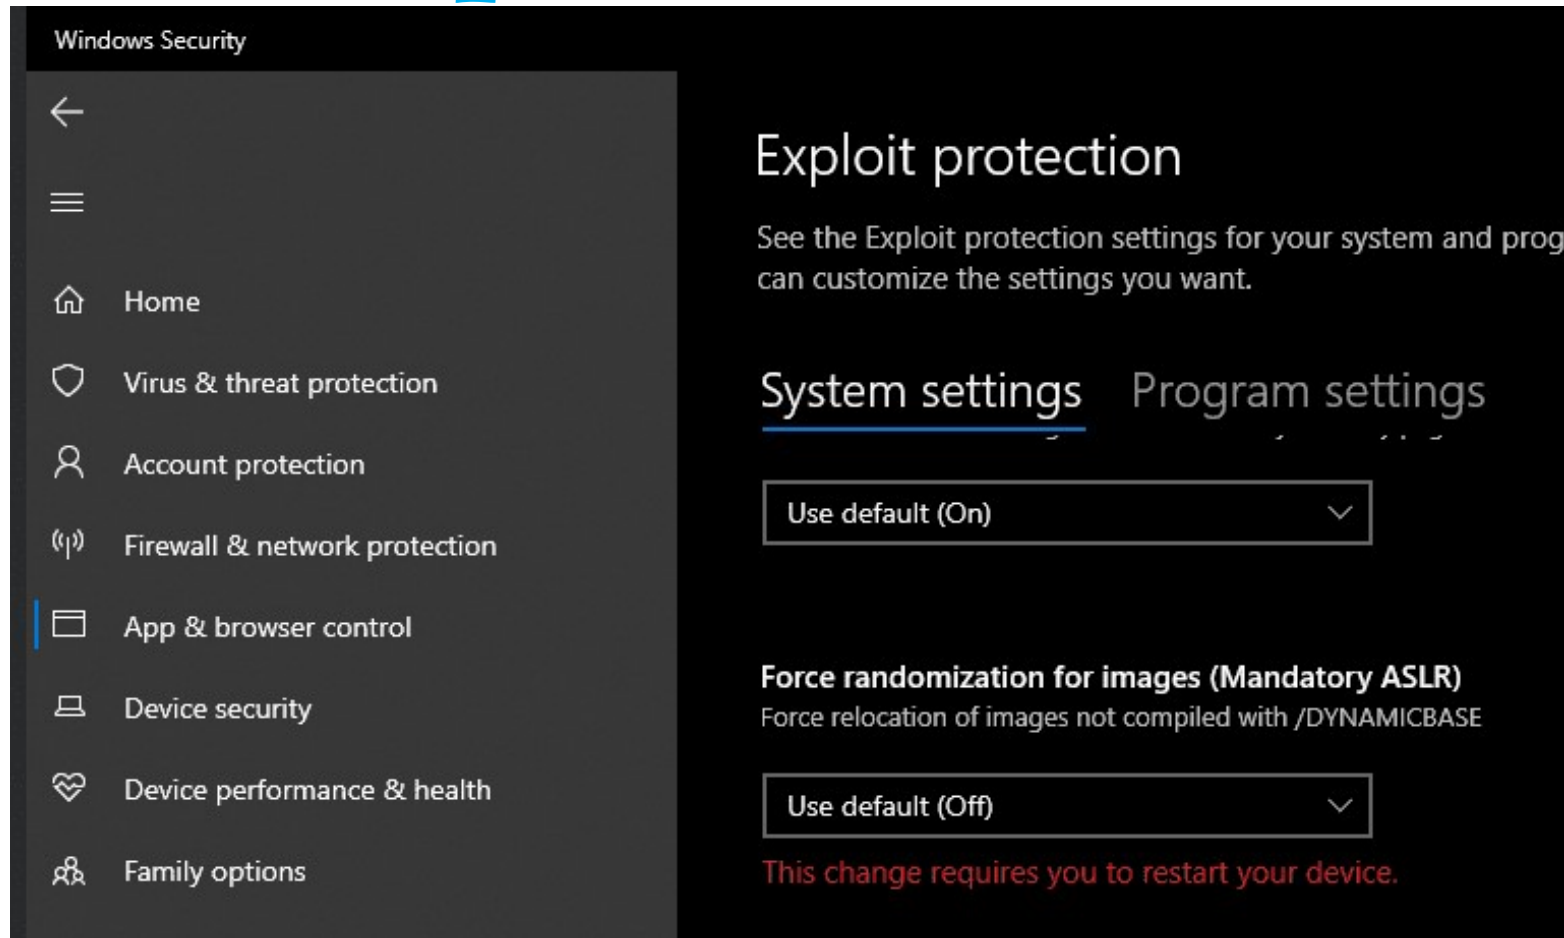 Windows Security
Home
Virus & threat protection
Account protection
Firewall & network protection
App & browser control
Device security
Device performance & health
Family options
Exploit protection
See the Exploit protection settings for your system and prog
can customize the settings you want.
System settings Program settings
Use default (On)
Force randomization for images (Mandatory ASLR)
Force relocation of images not compiled with /DYNAMICBASE
Use default (Off)
This change requires you to restart your device.